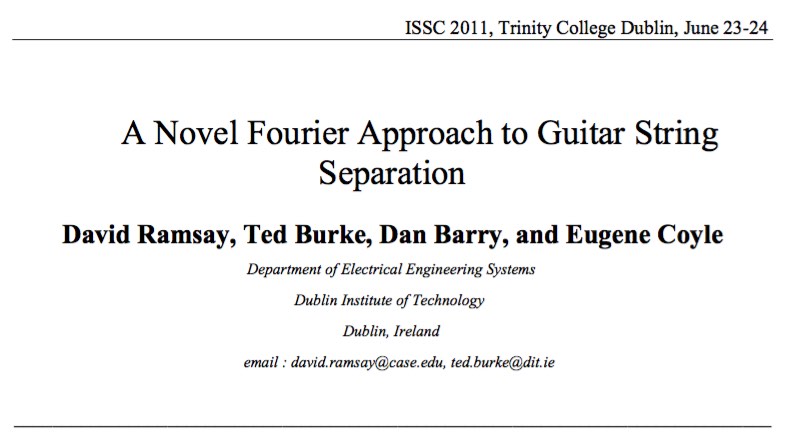 ISSC 2011, Trinity College Dublin, June 23-24
A Novel Fourier Approach to Guitar String
Separation
David Ramsay, Ted Burke, Dan Barry, and Eugene Coyle
Department of Electrical Engineering Systems
Dublin Institute of Technology
Dublin, Ireland
email : david.ramsay@case.edu, ted.burke@dit.ie